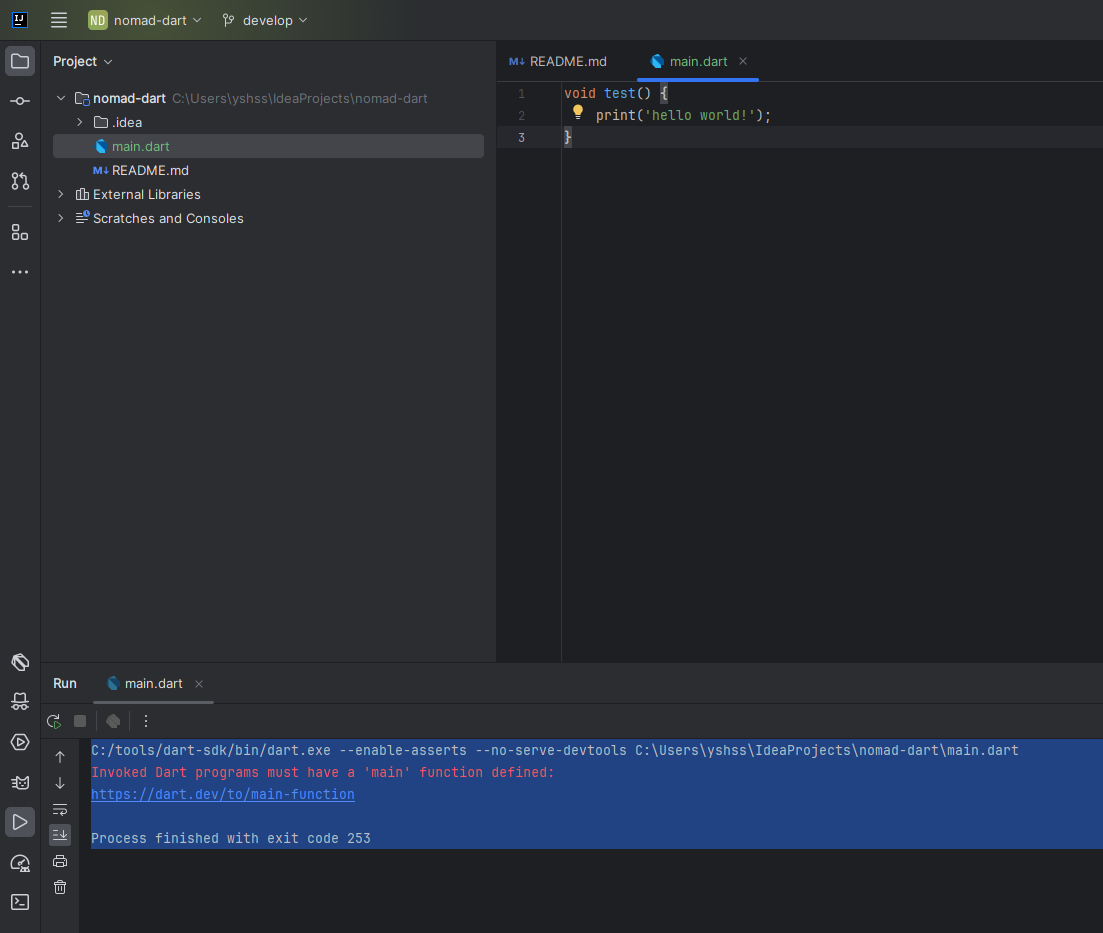 IJ ND nomad-dart develop
Project
nomad-dart C:\Users\yshss\IdeaProjects\nomad-dart
.idea
main.dart
M↓ README.md
External Libraries
Scratches and Consoles
M↓ README.md main.dart
1 void test() {
2 print('hello world!');
3 }
Run main.dart
C:/tools/dart-sdk/bin/dart.exe --enable-asserts --no-serve-devtools C:\Users\yshss\IdeaProjects\nomad-dart\main.dart
Invoked Dart programs must have a 'main' function defined:
https://dart.dev/to/main-function
Process finished with exit code 253